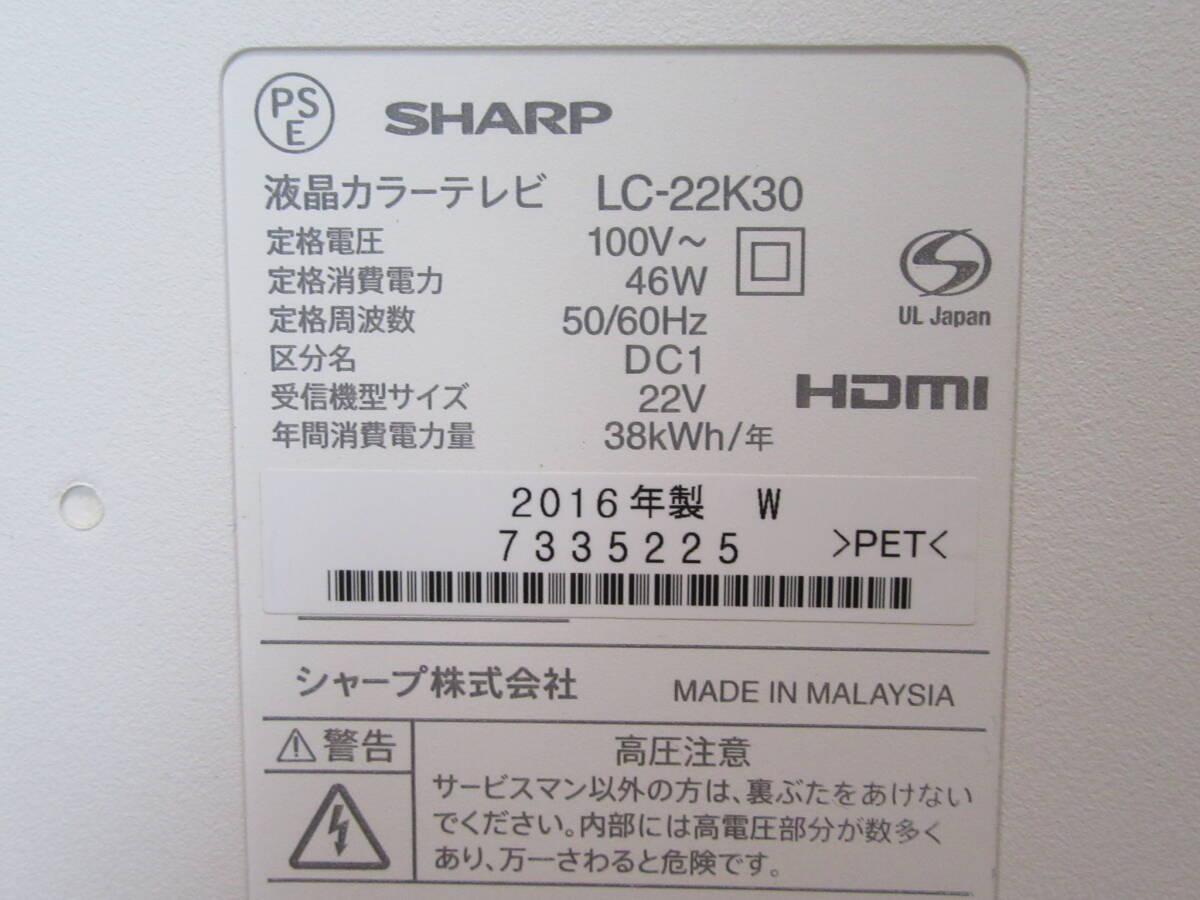 PS
E
SHARP
液晶カラーテレビ LC-22K30
定格電圧 100V～
定格消費電力 46W
定格周波数 50/60Hz
区分名 DC1
受信機型サイズ 22V
年間消費電力量 38kWh/年
UL Japan
HDMI
2016年製 W
7335225 >PET<
シャープ株式会社 MADE IN MALAYSIA
警告
高圧注意
サービスマン以外の方は、裏ぶたをあけない
でください。内部には高電圧部分が数多く
あり、万一さわると危険です。